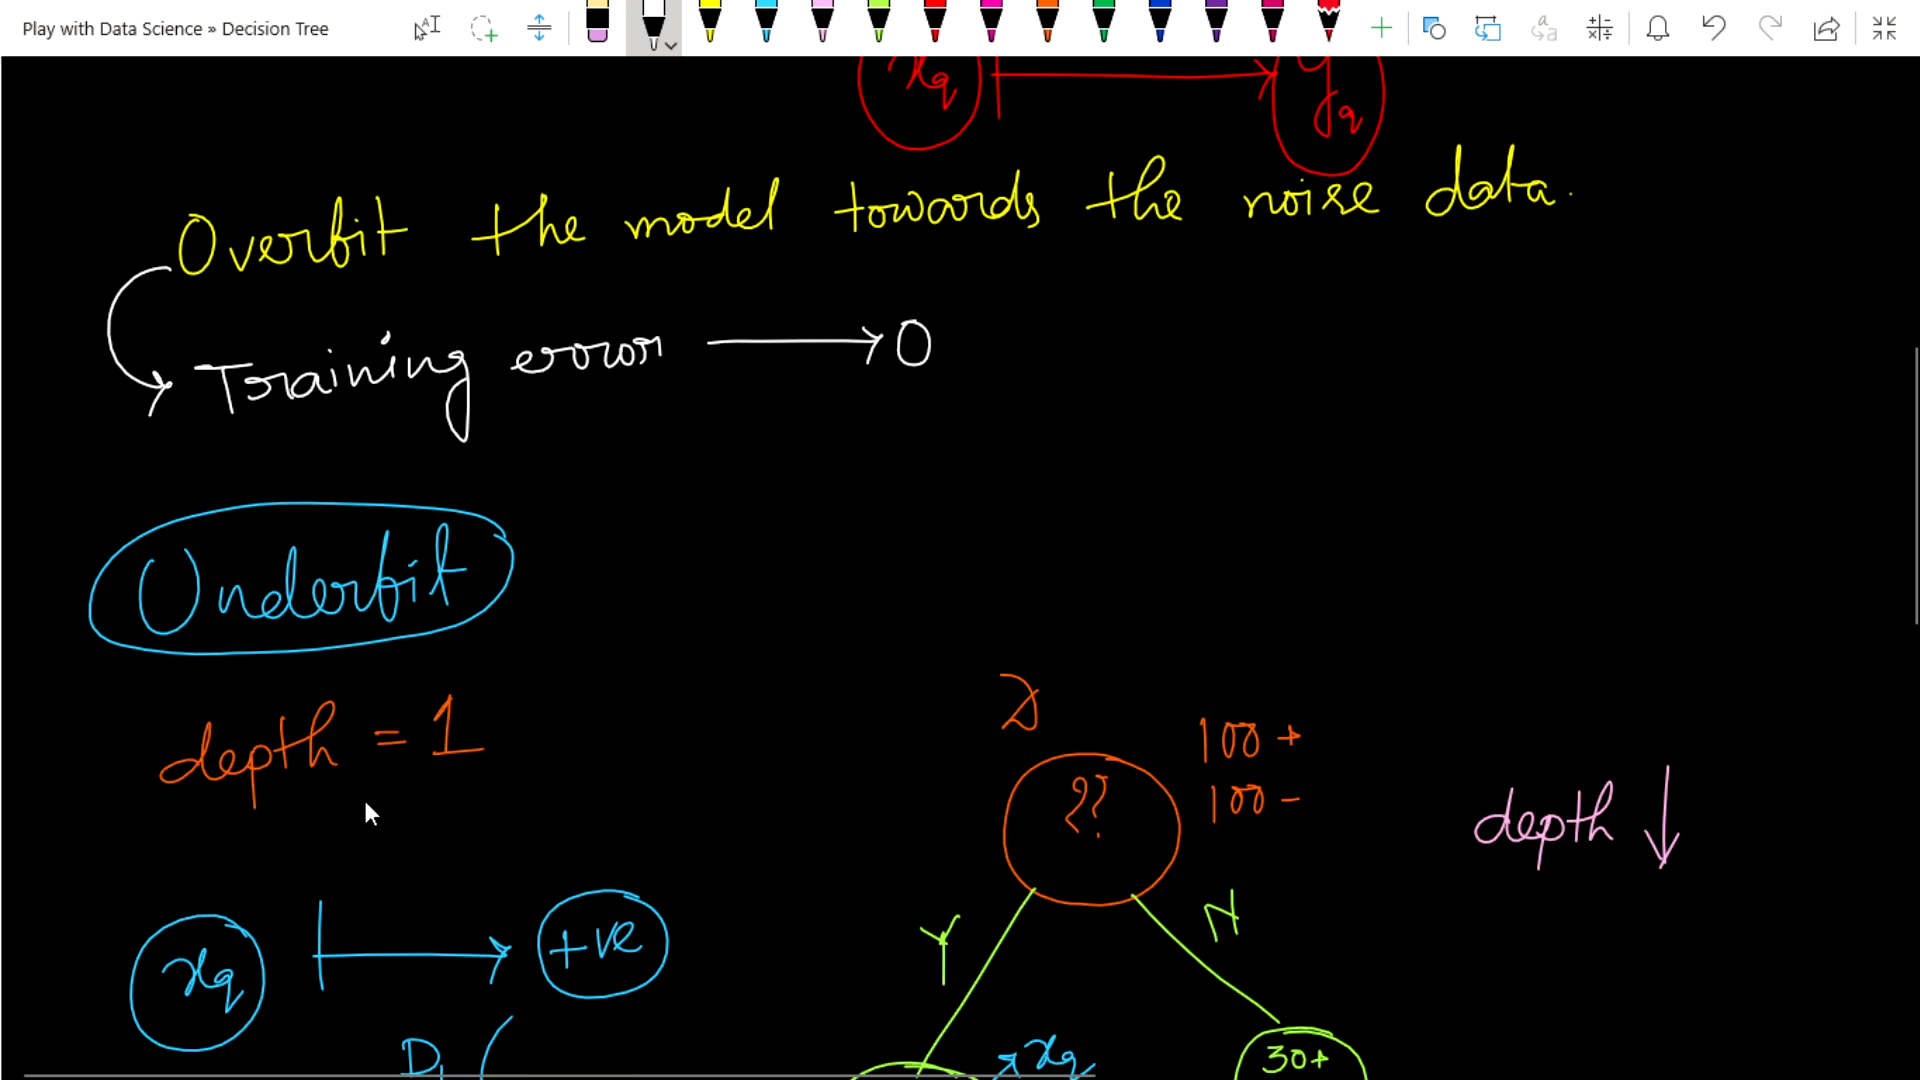 Play with Data Science » Decision Tree
xq yq
Overfit the model towards the noise data.
Training error → 0
Underfit
depth = 1
D
100 +
100 -
??
depth ↓
Y N
xq → +ve
D1
xq
30+